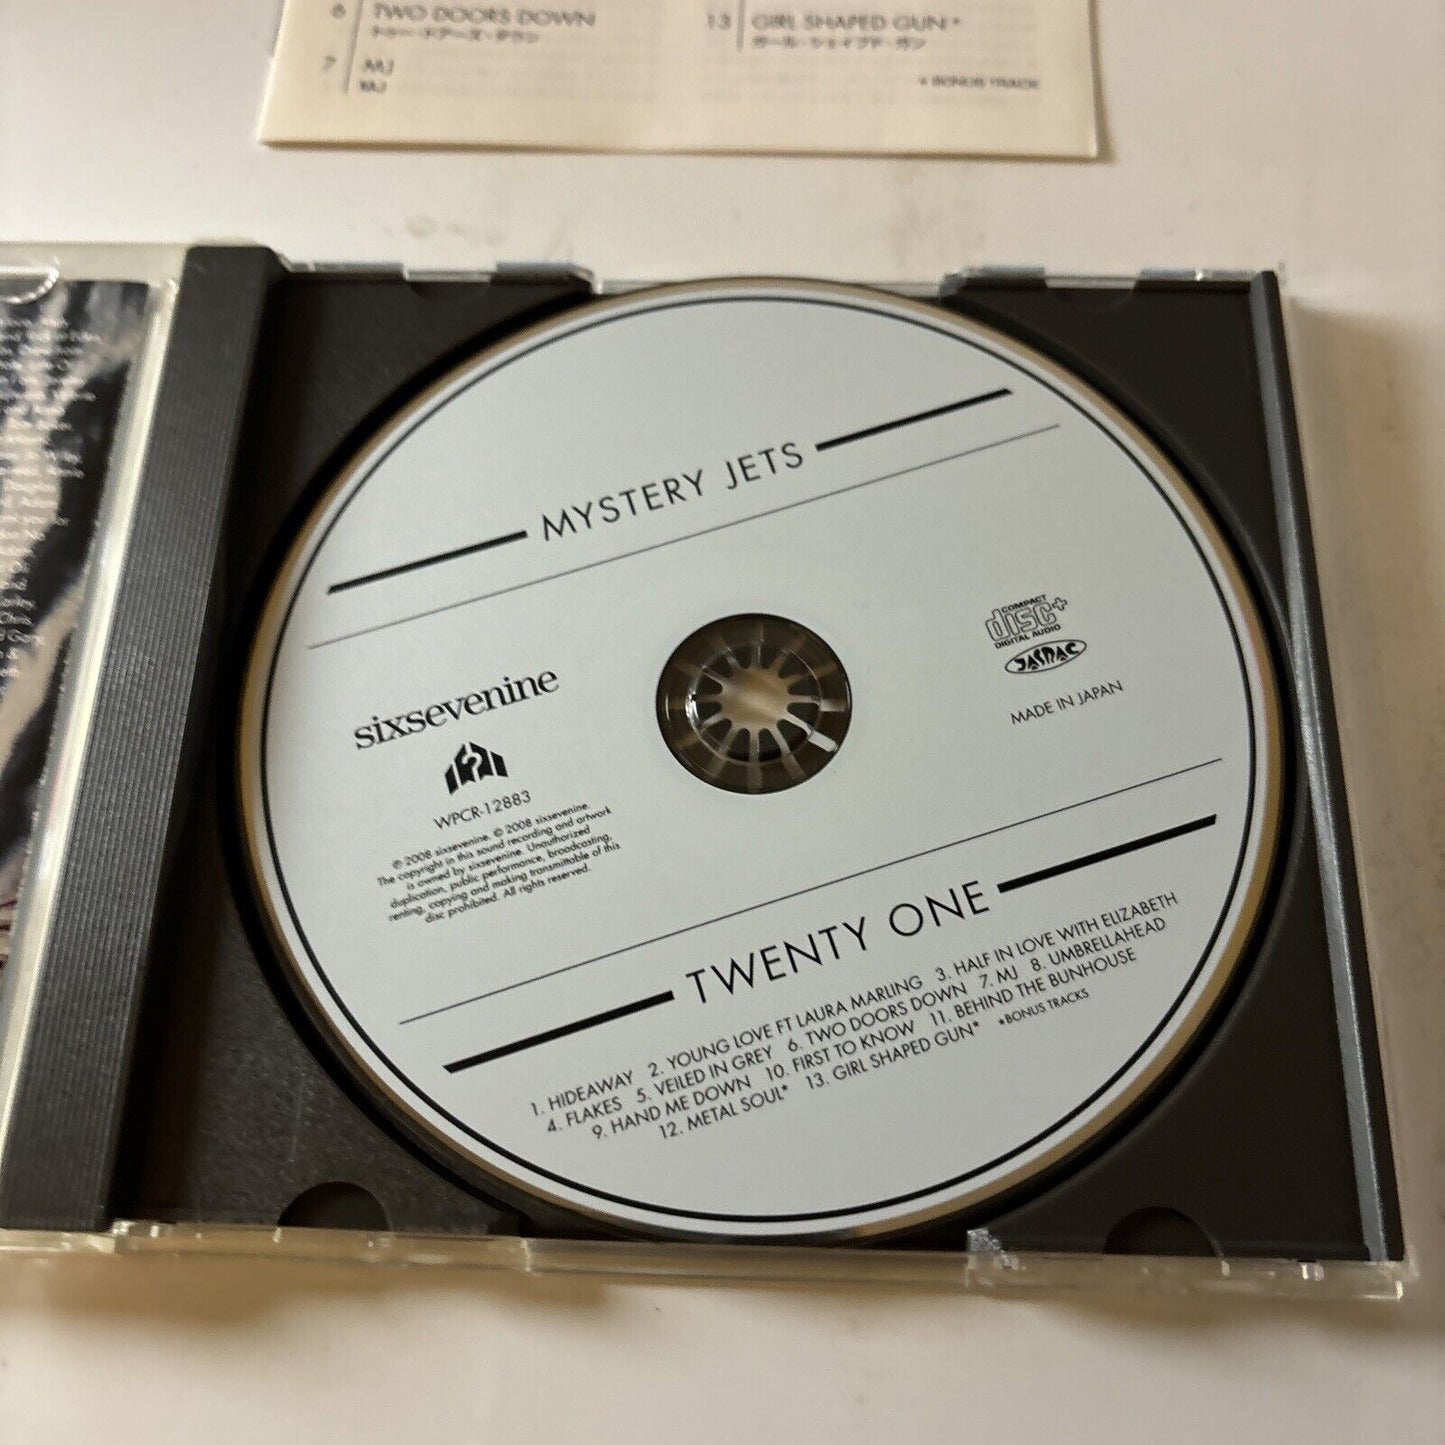 6 TWO DOORS DOWN
トゥー・ドアーズ・ダウン
7 MJ
MJ
13 GIRL SHAPED GUN *
ガール・シェイプド・ガン
* BONUS TRACK
MYSTERY JETS
sixsevenine
WPCR-12883
℗ 2008 sixsevenine. © 2008 sixsevenine.
The copyright in this sound recording and artwork
is owned by sixsevenine. Unauthorized
duplication, public performance, broadcasting,
renting, copying and making transmittable of this
disc prohibited. All rights reserved.
COMPACT
disc+
DIGITAL AUDIO
JASRAC
MADE IN JAPAN
TWENTY ONE
1. HIDEAWAY 2. YOUNG LOVE FT LAURA MARLING 3. HALF IN LOVE WITH ELIZABETH
4. FLAKES 5. VEILED IN GREY 6. TWO DOORS DOWN 7. MJ 8. UMBRELLAHEAD
9. HAND ME DOWN 10. FIRST TO KNOW 11. BEHIND THE BUNHOUSE
12. METAL SOUL* 13. GIRL SHAPED GUN* *BONUS TRACKS